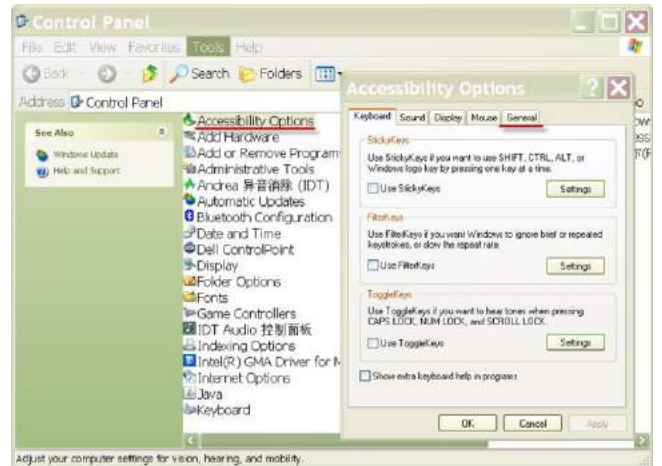 Control Panel
File Edit View Favorites Tools Help
Back Search Folders
Address Control Panel
See Also
Windows Update
Help and Support
Accessibility Options
Add Hardware
Add or Remove Program
Administrative Tools
Andrea 异音消除 (IDT)
Automatic Updates
Bluetooth Configuration
Date and Time
Dell ControlPoint
Display
Folder Options
Fonts
Game Controllers
IDT Audio 控制面板
Indexing Options
Intel(R) GMA Driver for M
Internet Options
Java
Keyboard
Accessibility Options
Keyboard Sound Display Mouse General
StickyKeys
Use StickyKeys if you want to use SHIFT, CTRL, ALT, or
Windows logo key by pressing one key at a time.
Use StickyKeys Settings
FilterKeys
Use FilterKeys if you want Windows to ignore brief or repeated
keystrokes, or slow the repeat rate.
Use FilterKeys Settings
ToggleKeys
Use ToggleKeys if you want to hear tones when pressing
CAPS LOCK, NUM LOCK, and SCROLL LOCK.
Use ToggleKeys Settings
Show extra keyboard help in programs
OK Cancel Apply
Adjust your computer settings for vision, hearing, and mobility.